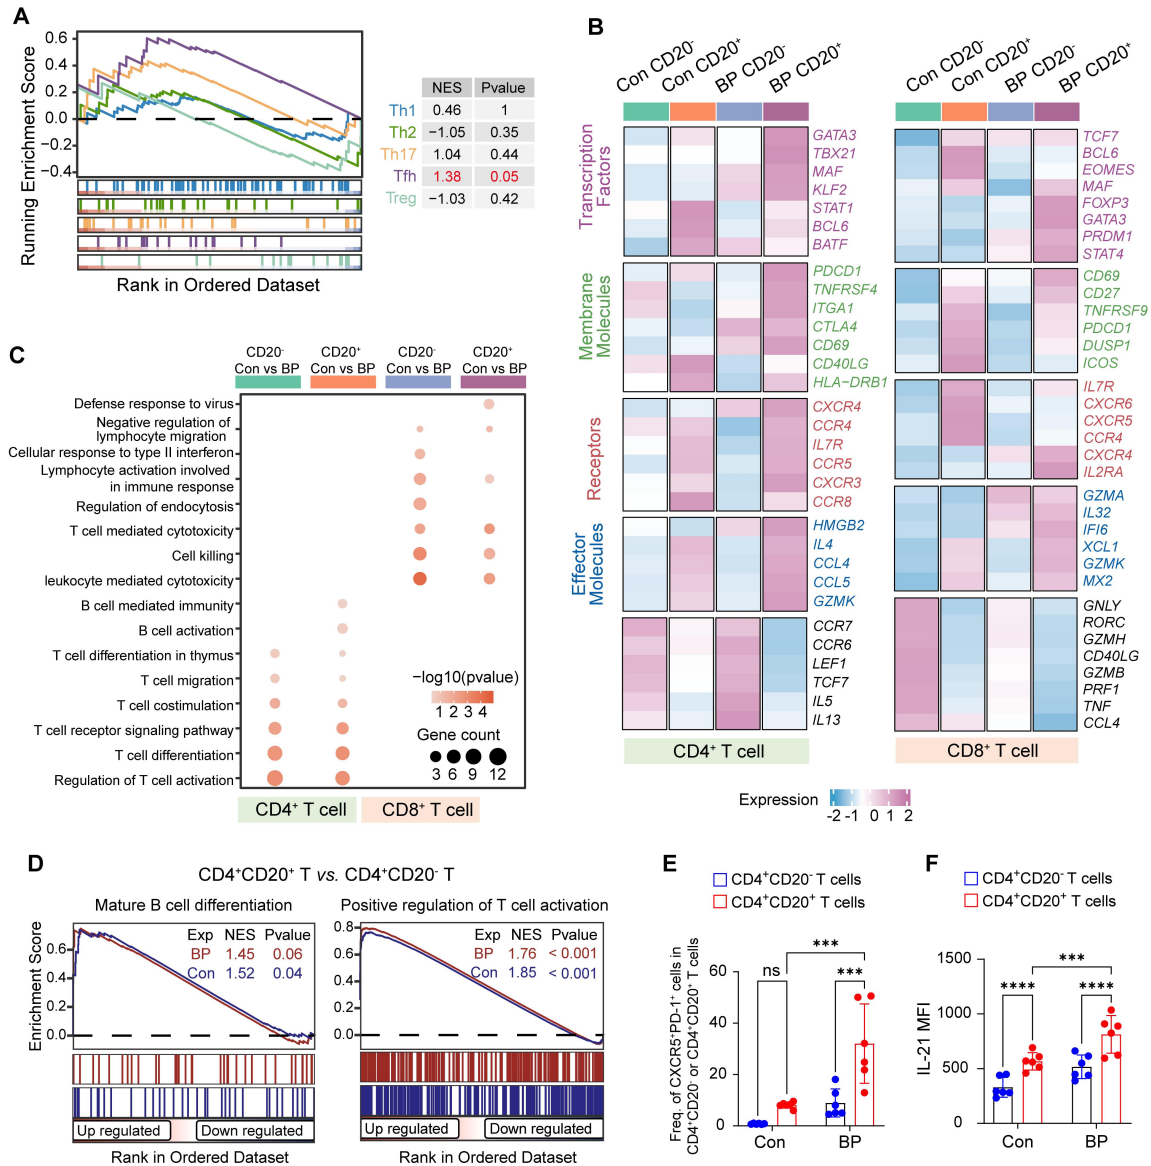 A
Running Enrichment Score
0.6
0.4
0.2
0.0
−0.2
−0.4
Rank in Ordered Dataset
NES Pvalue
Th1 0.46 1
Th2 −1.05 0.35
Th17 1.04 0.44
Tfh 1.38 0.05
Treg −1.03 0.42
B
Con CD20-
Con CD20+
BP CD20-
BP CD20+
Transcription
Factors
GATA3
TBX21
MAF
KLF2
STAT1
BCL6
BATF
Membrane
Molecules
PDCD1
TNFRSF4
ITGA1
CTLA4
CD69
CD40LG
HLA−DRB1
Receptors
CXCR4
CCR4
IL7R
CCR5
CXCR3
CCR8
Effector
Molecules
HMGB2
IL4
CCL4
CCL5
GZMK
CCR7
CCR6
LEF1
TCF7
IL5
IL13
CD4+ T cell
Con CD20-
Con CD20+
BP CD20-
BP CD20+
TCF7
BCL6
EOMES
MAF
FOXP3
GATA3
PRDM1
STAT4
CD69
CD27
TNFRSF9
PDCD1
DUSP1
ICOS
IL7R
CXCR6
CXCR5
CCR4
CXCR4
IL2RA
GZMA
IL32
IFI6
XCL1
GZMK
MX2
GNLY
RORC
GZMH
CD40LG
GZMB
PRF1
TNF
CCL4
CD8+ T cell
Expression
-2 -1 0 1 2
C
CD20- CD20+ CD20- CD20+
Con vs BP Con vs BP Con vs BP Con vs BP
Defense response to virus
Negative regulation of
lymphocyte migration
Cellular response to type II interferon
Lymphocyte activation involved
in immune response
Regulation of endocytosis
T cell mediated cytotoxicity
Cell killing
leukocyte mediated cytotoxicity
B cell mediated immunity
B cell activation
T cell differentiation in thymus
T cell migration
T cell costimulation
T cell receptor signaling pathway
T cell differentiation
Regulation of T cell activation
−log10(pvalue)
1 2 3 4
Gene count
3 6 9 12
CD4+ T cell CD8+ T cell
D
CD4+CD20+ T vs. CD4+CD20- T
Mature B cell differentiation
Enrichment Score
0.6
0.4
0.2
0.0
Exp NES Pvalue
BP 1.45 0.06
Con 1.52 0.04
Up regulated Down regulated
Rank in Ordered Dataset
Positive regulation of T cell activation
0.8
0.6
0.4
0.2
0.0
Exp NES Pvalue
BP 1.76 < 0.001
Con 1.85 < 0.001
Up regulated Down regulated
Rank in Ordered Dataset
E
CD4+CD20- T cells
CD4+CD20+ T cells
Freq. of CXCR5+PD-1+ cells in
CD4+CD20- or CD4+CD20+ T cells
60
40
20
0
ns
***
***
Con BP
F
CD4+CD20- T cells
CD4+CD20+ T cells
IL-21 MFI
1500
1000
500
0
***
**** ****
Con BP